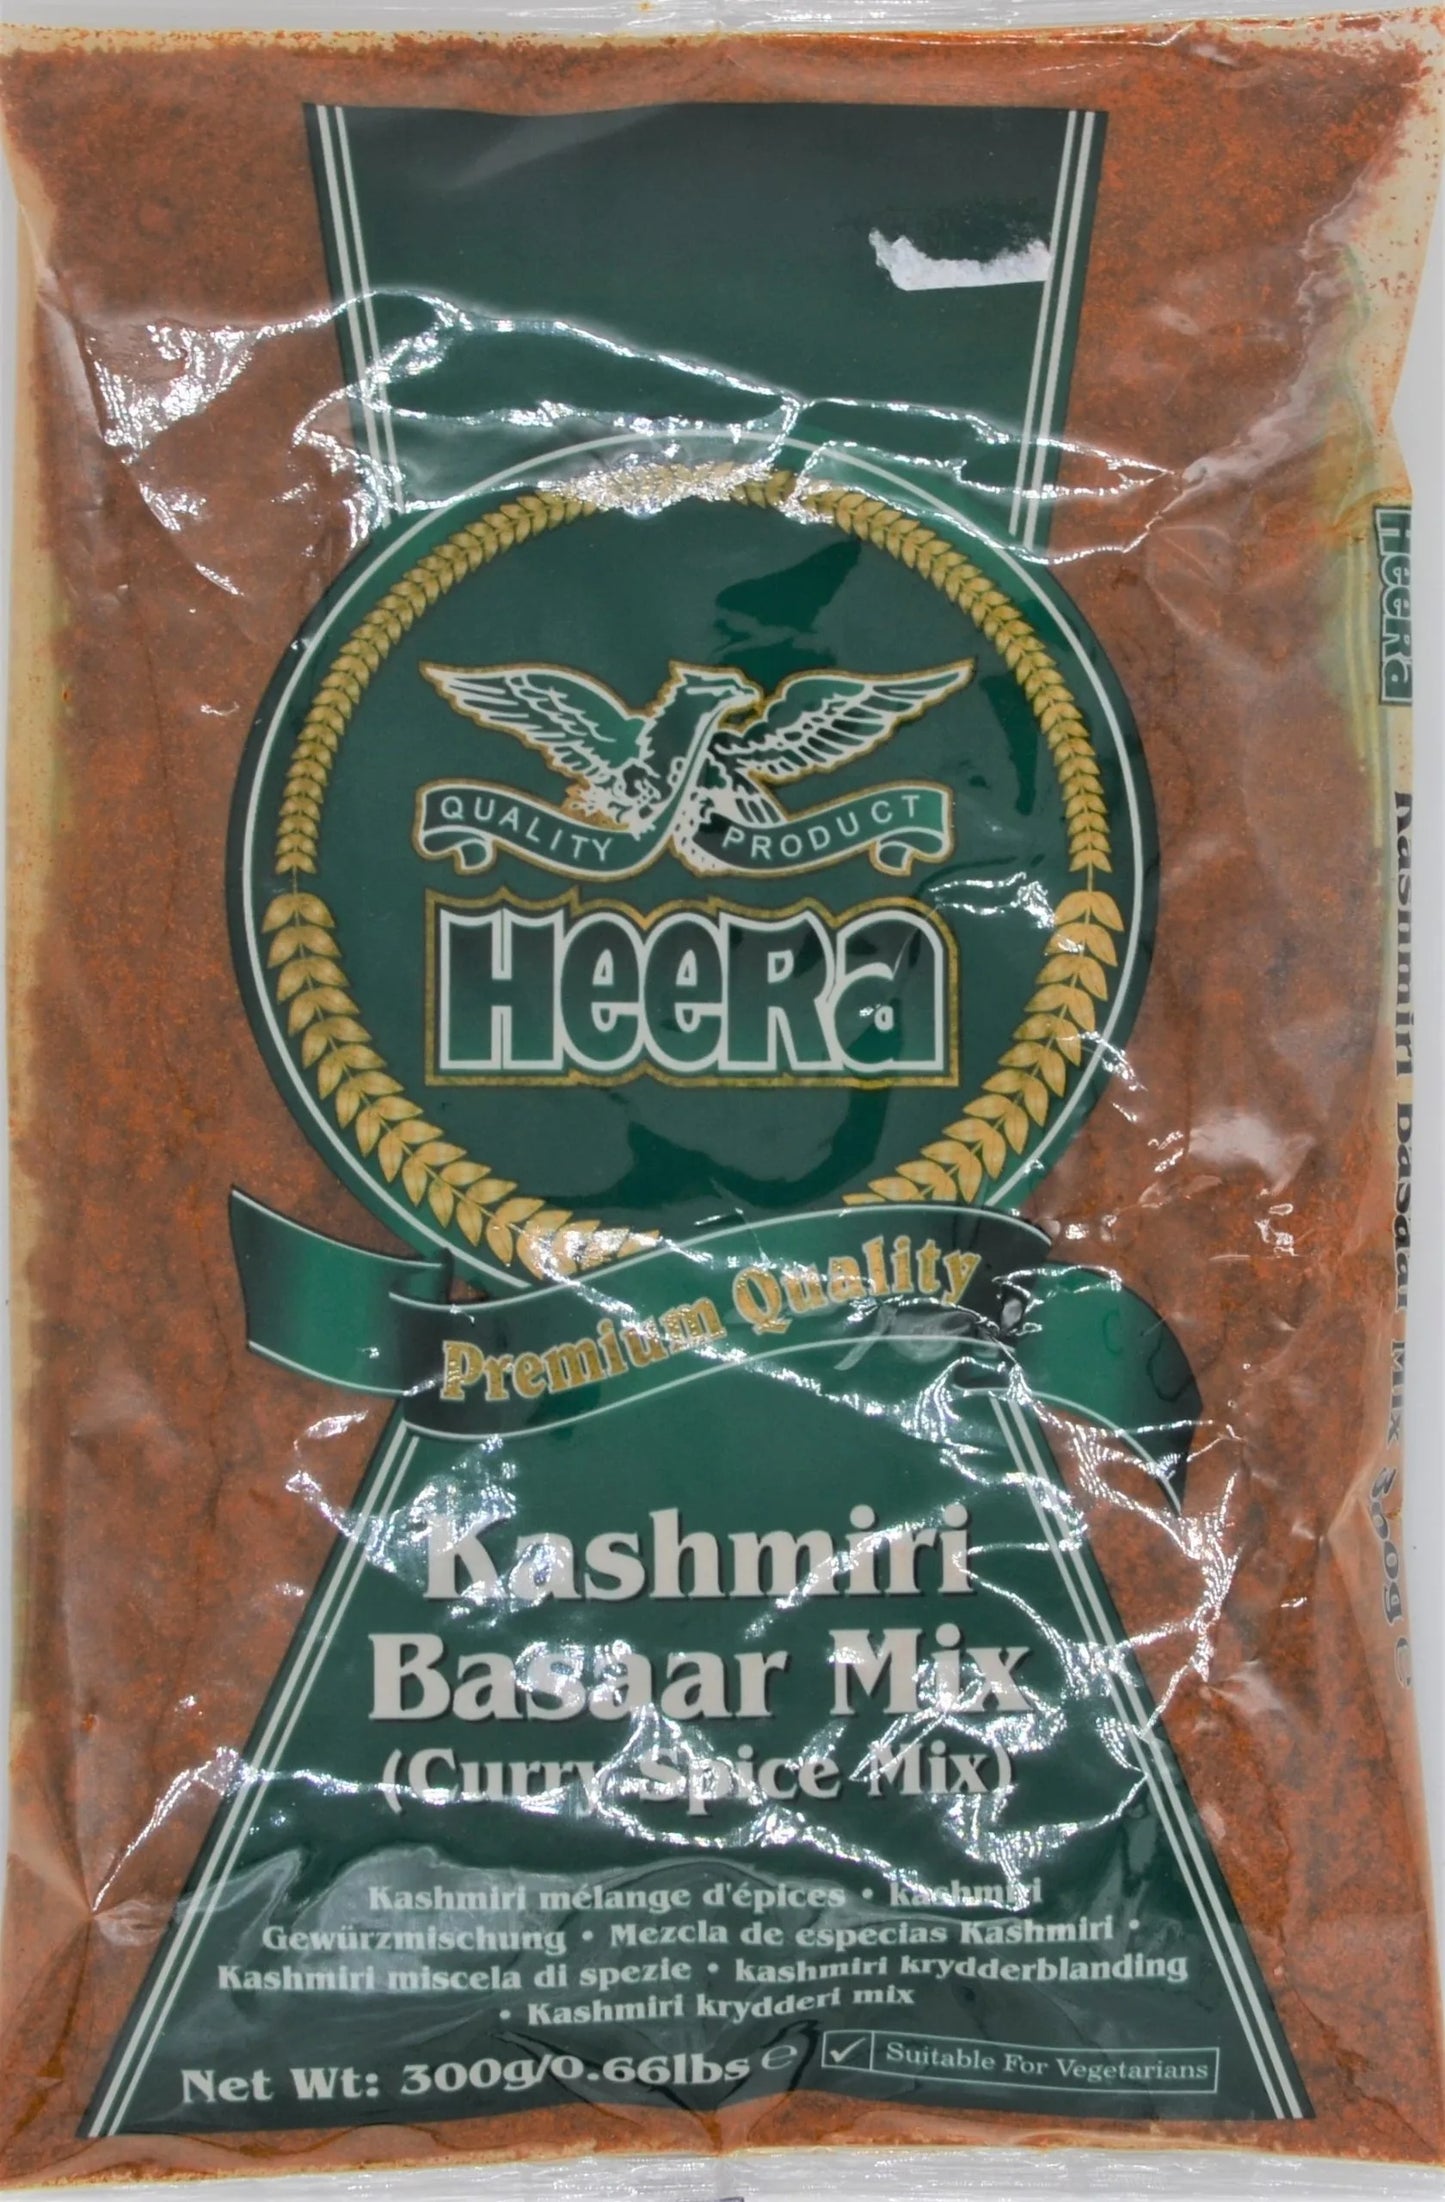 QUALITY PRODUCT
HeeRa
Premium Quality
Kashmiri
Basaar Mix
(Curry Spice Mix)
Kashmiri mélange d'épices • kashmiri
Gewürzmischung • Mezcla de especias Kashmiri •
Kashmiri miscela di spezie • kashmiri krydderblanding
• Kashmiri krydderi mix
Net Wt: 300g/0.66lbs ℮
✓ Suitable For Vegetarians
HeeRa
Kashmiri Basaar Mix 300g ℮